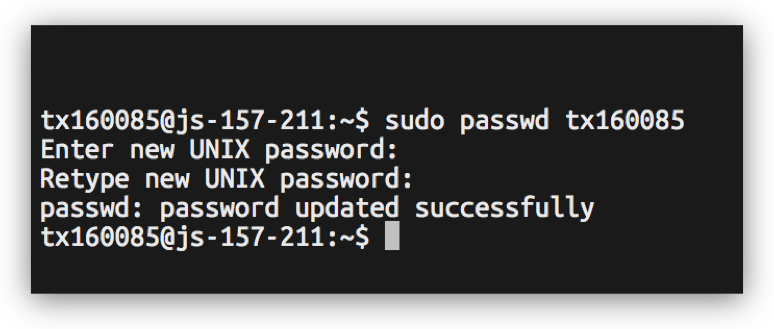 tx160085@js-157-211:~$ sudo passwd tx160085
Enter new UNIX password:
Retype new UNIX password:
passwd: password updated successfully
tx160085@js-157-211:~$